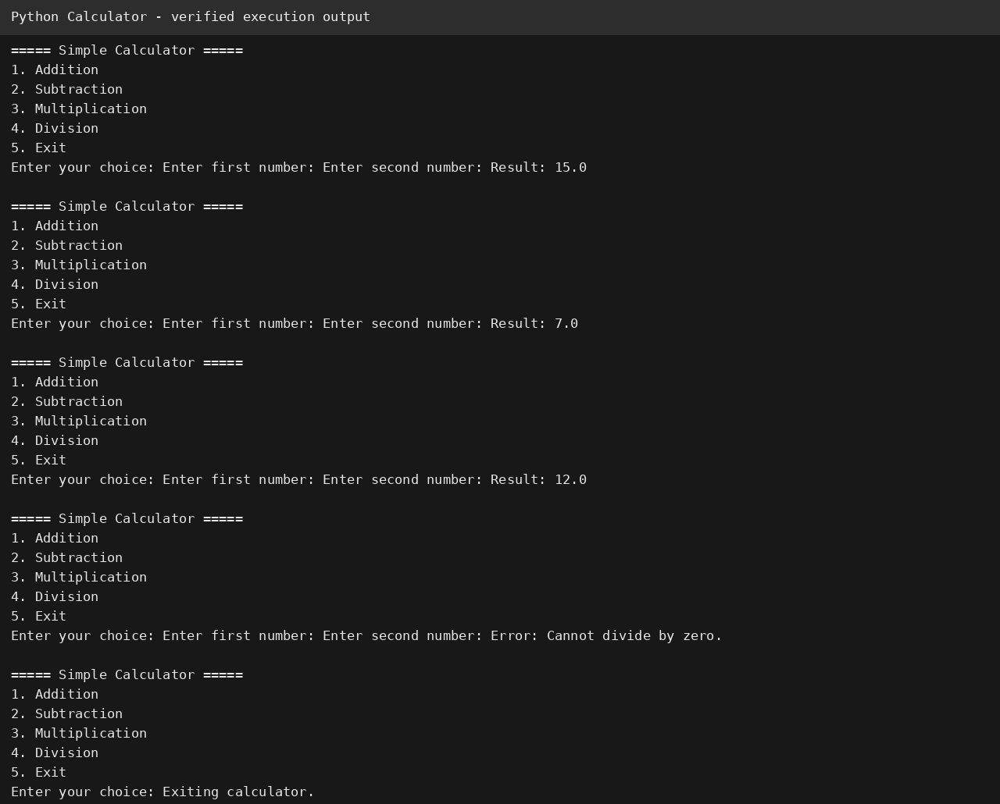 Python Calculator - verified execution output
===== Simple Calculator =====
1. Addition
2. Subtraction
3. Multiplication
4. Division
5. Exit
Enter your choice: Enter first number: Enter second number: Result: 15.0
===== Simple Calculator =====
1. Addition
2. Subtraction
3. Multiplication
4. Division
5. Exit
Enter your choice: Enter first number: Enter second number: Result: 7.0
===== Simple Calculator =====
1. Addition
2. Subtraction
3. Multiplication
4. Division
5. Exit
Enter your choice: Enter first number: Enter second number: Result: 12.0
===== Simple Calculator =====
1. Addition
2. Subtraction
3. Multiplication
4. Division
5. Exit
Enter your choice: Enter first number: Enter second number: Error: Cannot divide by zero.
===== Simple Calculator =====
1. Addition
2. Subtraction
3. Multiplication
4. Division
5. Exit
Enter your choice: Exiting calculator.